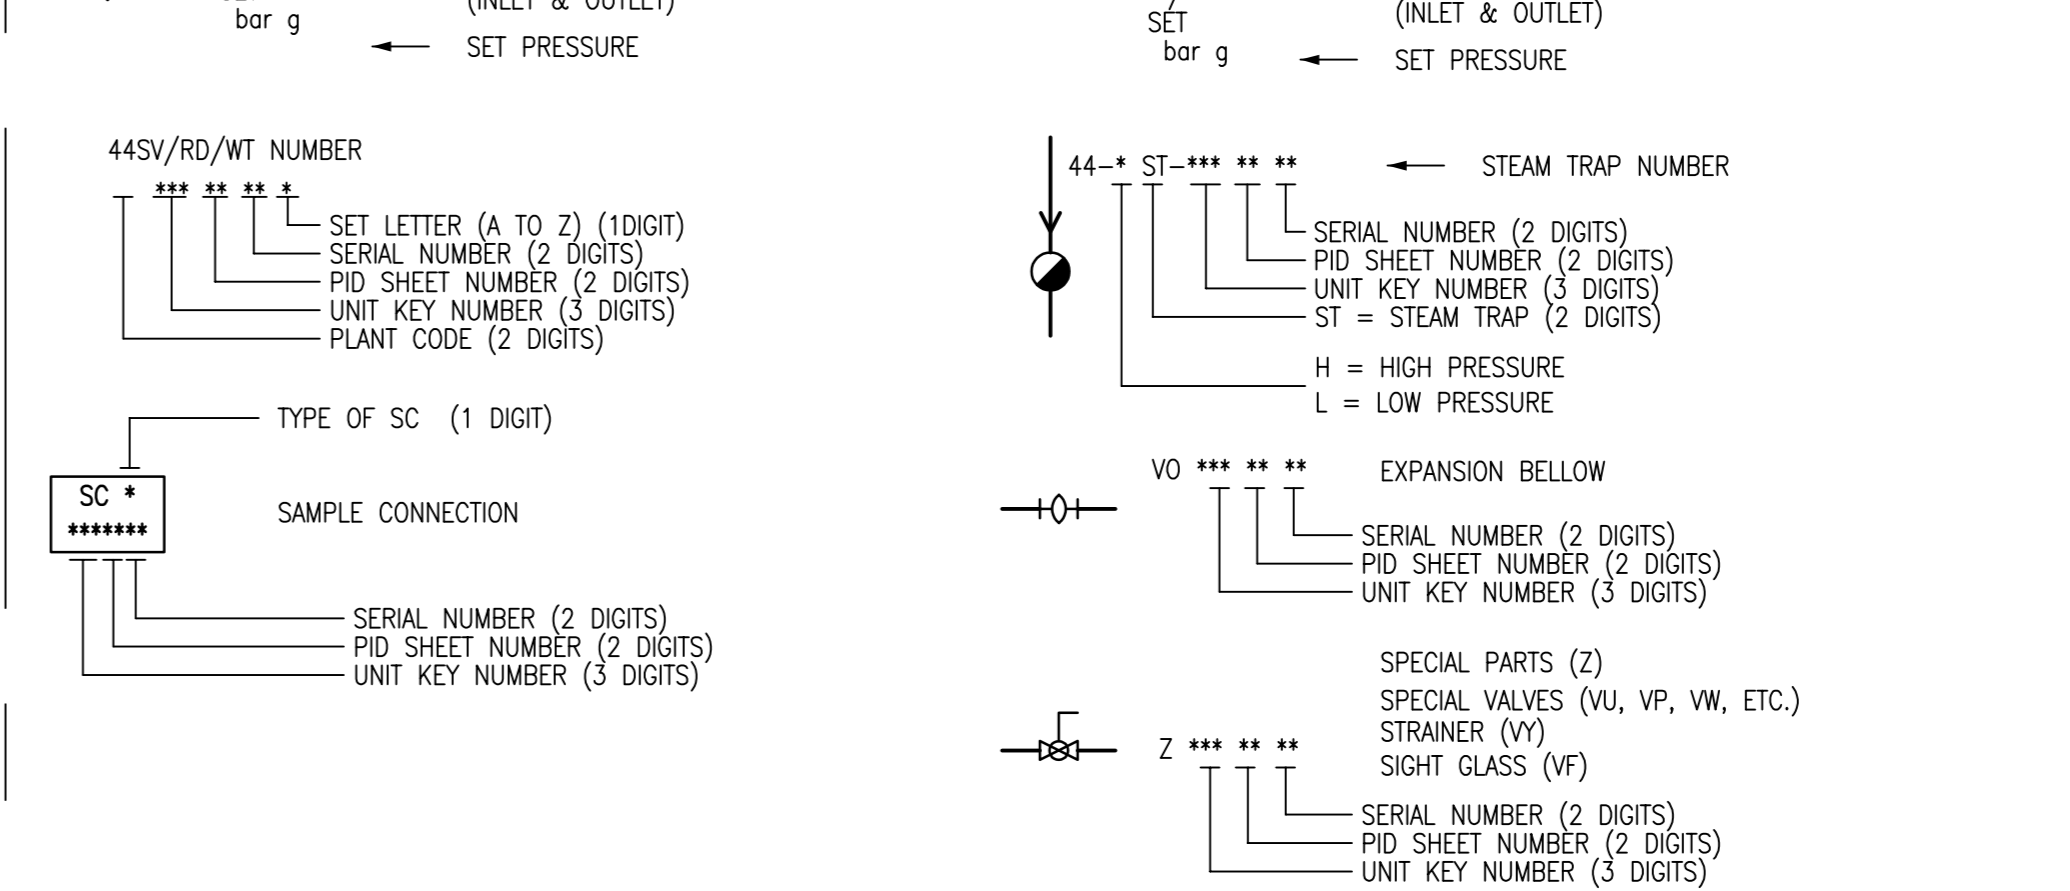 (INLET & OUTLET)
bar g
SET PRESSURE
44SV/RD/WT NUMBER
*** ** ** *
SET LETTER (A TO Z) (1DIGIT)
SERIAL NUMBER (2 DIGITS)
PID SHEET NUMBER (2 DIGITS)
UNIT KEY NUMBER (3 DIGITS)
PLANT CODE (2 DIGITS)
TYPE OF SC (1 DIGIT)
SC *
*******
SAMPLE CONNECTION
SERIAL NUMBER (2 DIGITS)
PID SHEET NUMBER (2 DIGITS)
UNIT KEY NUMBER (3 DIGITS)
(INLET & OUTLET)
SET
bar g
SET PRESSURE
44-* ST-*** ** **
STEAM TRAP NUMBER
SERIAL NUMBER (2 DIGITS)
PID SHEET NUMBER (2 DIGITS)
UNIT KEY NUMBER (3 DIGITS)
ST = STEAM TRAP (2 DIGITS)
H = HIGH PRESSURE
L = LOW PRESSURE
VO *** ** **
EXPANSION BELLOW
SERIAL NUMBER (2 DIGITS)
PID SHEET NUMBER (2 DIGITS)
UNIT KEY NUMBER (3 DIGITS)
SPECIAL PARTS (Z)
SPECIAL VALVES (VU, VP, VW, ETC.)
STRAINER (VY)
SIGHT GLASS (VF)
Z *** ** **
SERIAL NUMBER (2 DIGITS)
PID SHEET NUMBER (2 DIGITS)
UNIT KEY NUMBER (3 DIGITS)